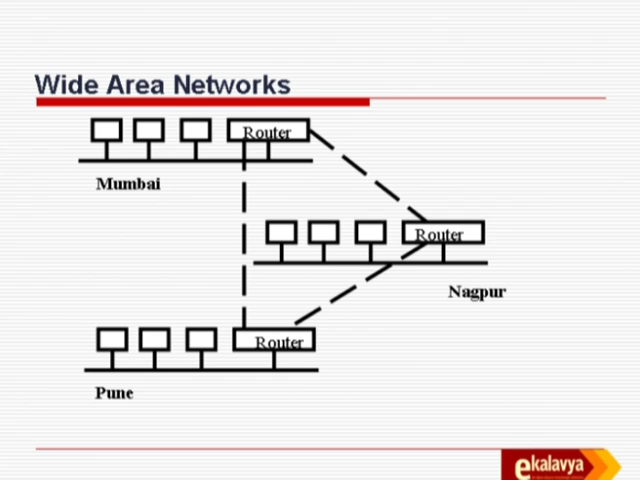 Wide Area Networks
Router
Mumbai
Router
Nagpur
Router
Pune
ekalavya